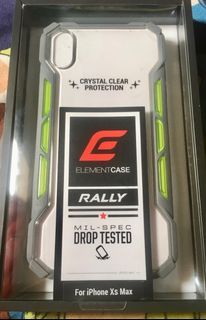 CRYSTAL CLEAR
PROTECTION
ELEMENTCASE
RALLY
MIL-SPEC
DROP TESTED
For iPhone Xs Max